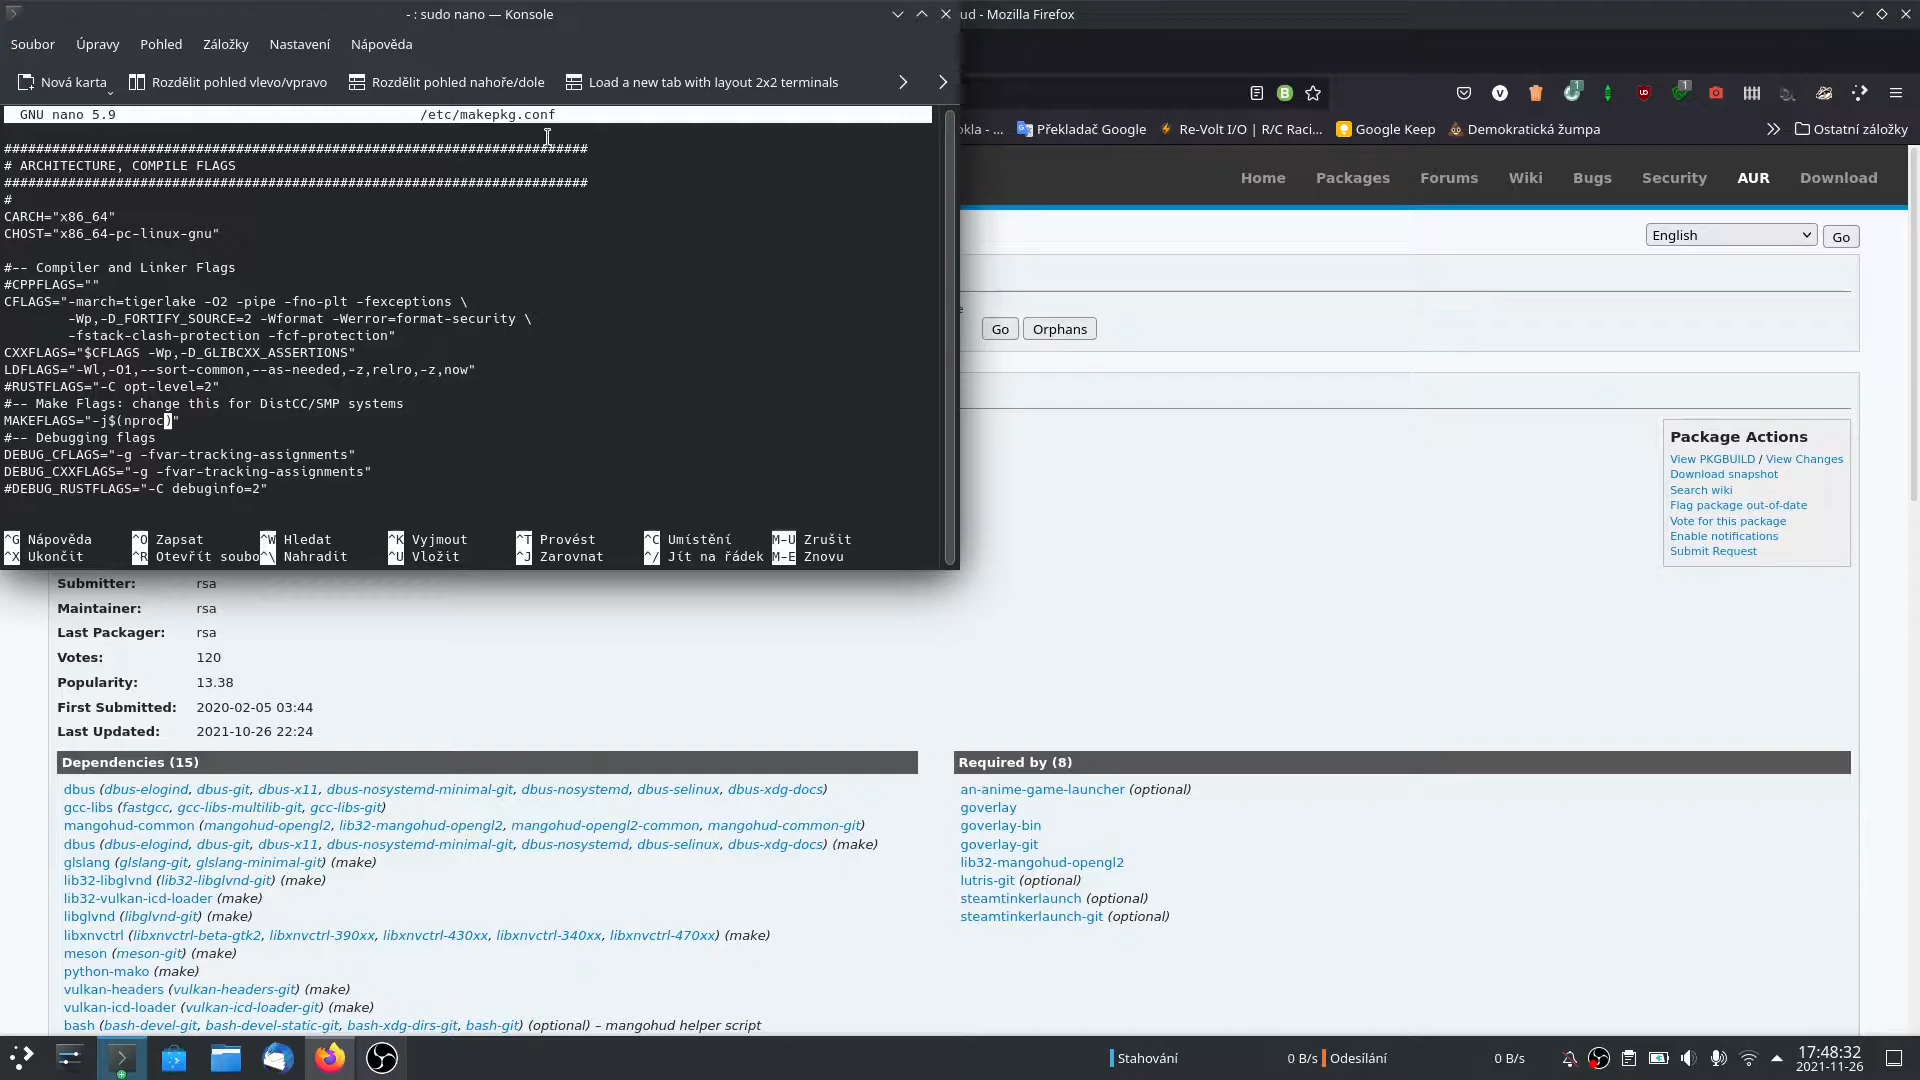 - : sudo nano — Konsole
Soubor Úpravy Pohled Záložky Nastavení Nápověda
Nová karta Rozdělit pohled vlevo/vpravo Rozdělit pohled nahoře/dole Load a new tab with layout 2x2 terminals
GNU nano 5.9 /etc/makepkg.conf
#########################################################################
# ARCHITECTURE, COMPILE FLAGS
#########################################################################
#
CARCH="x86_64"
CHOST="x86_64-pc-linux-gnu"
#-- Compiler and Linker Flags
#CPPFLAGS=""
CFLAGS="-march=tigerlake -O2 -pipe -fno-plt -fexceptions \
-Wp,-D_FORTIFY_SOURCE=2 -Wformat -Werror=format-security \
-fstack-clash-protection -fcf-protection"
CXXFLAGS="$CFLAGS -Wp,-D_GLIBCXX_ASSERTIONS"
LDFLAGS="-Wl,-O1,--sort-common,--as-needed,-z,relro,-z,now"
#RUSTFLAGS="-C opt-level=2"
#-- Make Flags: change this for DistCC/SMP systems
MAKEFLAGS="-j$(nproc)"
#-- Debugging flags
DEBUG_CFLAGS="-g -fvar-tracking-assignments"
DEBUG_CXXFLAGS="-g -fvar-tracking-assignments"
#DEBUG_RUSTFLAGS="-C debuginfo=2"
^G Nápověda ^O Zapsat ^W Hledat ^K Vyjmout ^T Provést ^C Umístění M-U Zrušit
^X Ukončit ^R Otevřít soubo ^\ Nahradit ^U Vložit ^J Zarovnat ^/ Jít na řádek M-E Znovu
ud - Mozilla Firefox
okla - ... Překladač Google Re-Volt I/O | R/C Raci... Google Keep Demokratická žumpa Ostatní záložky
Home Packages Forums Wiki Bugs Security AUR Download
English Go
e
Go Orphans
Package Actions
View PKGBUILD / View Changes
Download snapshot
Search wiki
Flag package out-of-date
Vote for this package
Enable notifications
Submit Request
Submitter: rsa
Maintainer: rsa
Last Packager: rsa
Votes: 120
Popularity: 13.38
First Submitted: 2020-02-05 03:44
Last Updated: 2021-10-26 22:24
Dependencies (15)
dbus (dbus-elogind, dbus-git, dbus-x11, dbus-nosystemd-minimal-git, dbus-nosystemd, dbus-selinux, dbus-xdg-docs)
gcc-libs (fastgcc, gcc-libs-multilib-git, gcc-libs-git)
mangohud-common (mangohud-opengl2, lib32-mangohud-opengl2, mangohud-opengl2-common, mangohud-common-git)
dbus (dbus-elogind, dbus-git, dbus-x11, dbus-nosystemd-minimal-git, dbus-nosystemd, dbus-selinux, dbus-xdg-docs) (make)
glslang (glslang-git, glslang-minimal-git) (make)
lib32-libglvnd (lib32-libglvnd-git) (make)
lib32-vulkan-icd-loader (make)
libglvnd (libglvnd-git) (make)
libxnvctrl (libxnvctrl-beta-gtk2, libxnvctrl-390xx, libxnvctrl-430xx, libxnvctrl-340xx, libxnvctrl-470xx) (make)
meson (meson-git) (make)
python-mako (make)
vulkan-headers (vulkan-headers-git) (make)
vulkan-icd-loader (vulkan-icd-loader-git) (make)
bash (bash-devel-git, bash-devel-static-git, bash-xdg-dirs-git, bash-git) (optional) – mangohud helper script
Required by (8)
an-anime-game-launcher (optional)
goverlay
goverlay-bin
goverlay-git
lib32-mangohud-opengl2
lutris-git (optional)
steamtinkerlaunch (optional)
steamtinkerlaunch-git (optional)
Stahování 0 B/s Odesílání 0 B/s
17:48:32
2021-11-26